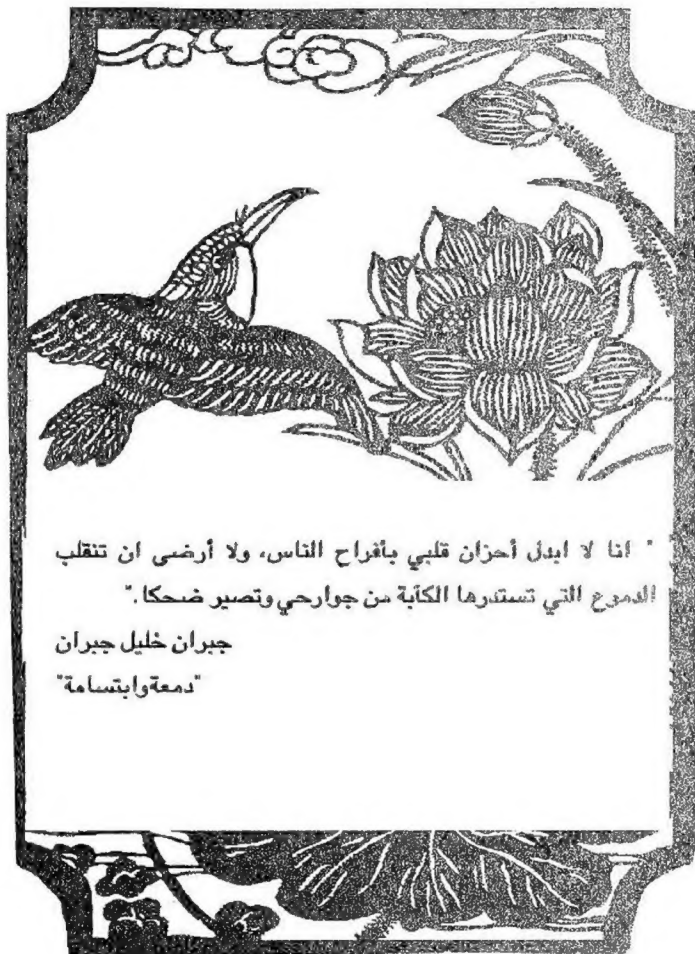 " انا لا ابدل أحزان قلبي بأفراح الناس، ولا أرضى ان تنقلب
الدموع التي تستدرها الكآبة من جوارحي وتصير ضحكا."
جبران خليل جبران
"دمعةوابتسامة"